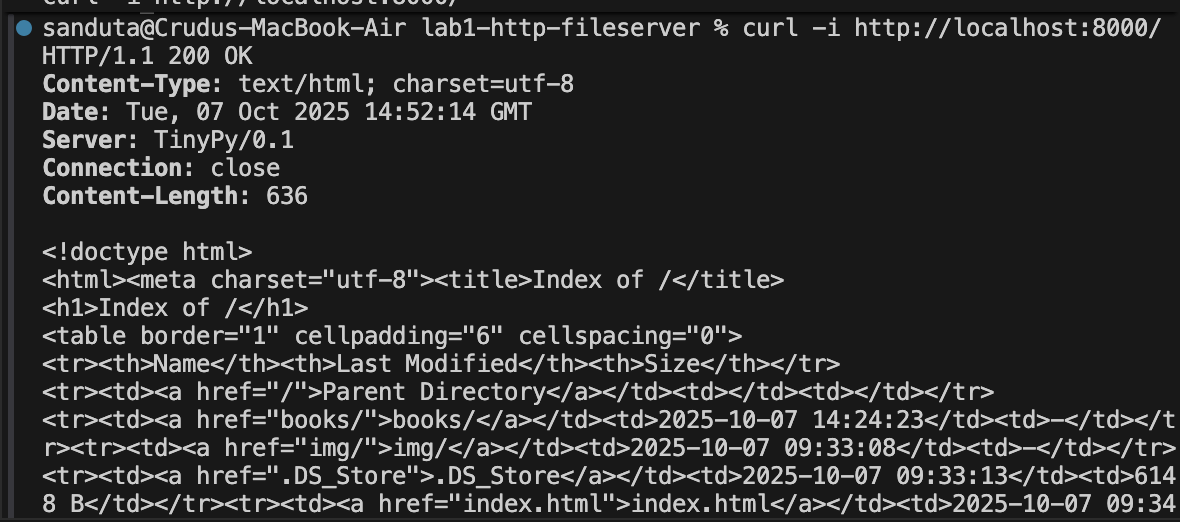 sanduta@Crudus-MacBook-Air lab1-http-fileserver % curl -i http://localhost:8000/
HTTP/1.1 200 OK
Content-Type: text/html; charset=utf-8
Date: Tue, 07 Oct 2025 14:52:14 GMT
Server: TinyPy/0.1
Connection: close
Content-Length: 636

<!doctype html>
<html><meta charset="utf-8"><title>Index of /</title>
<h1>Index of /</h1>
<table border="1" cellpadding="6" cellspacing="0">
<tr><th>Name</th><th>Last Modified</th><th>Size</th></tr>
<tr><td><a href="/">Parent Directory</a></td><td></td><td></td></tr>
<tr><td><a href="books/">books/</a></td><td>2025-10-07 14:24:23</td><td>-</td></t
r><tr><td><a href="img/">img/</a></td><td>2025-10-07 09:33:08</td><td>-</td></tr>
<tr><td><a href=".DS_Store">.DS_Store</a></td><td>2025-10-07 09:33:13</td><td>614
8 B</td></tr><tr><td><a href="index.html">index.html</a></td><td>2025-10-07 09:34